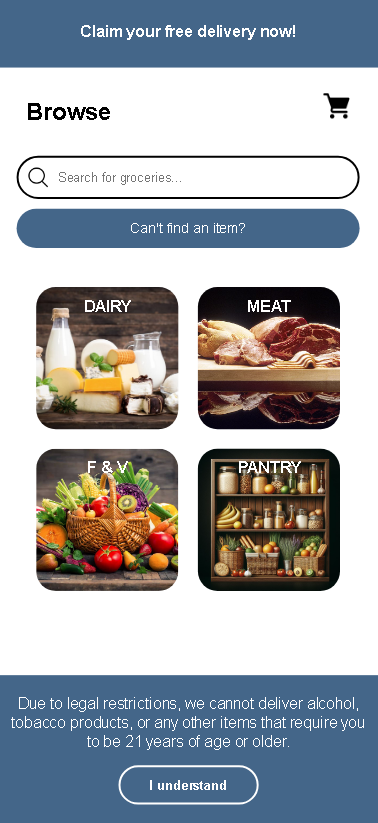 Claim your free delivery now!
Browse
Search for groceries...
Can't find an item?
DAIRY
MEAT
F & V
PANTRY
Due to legal restrictions, we cannot deliver alcohol,
tobacco products, or any other items that require you
to be 21 years of age or older.
I understand